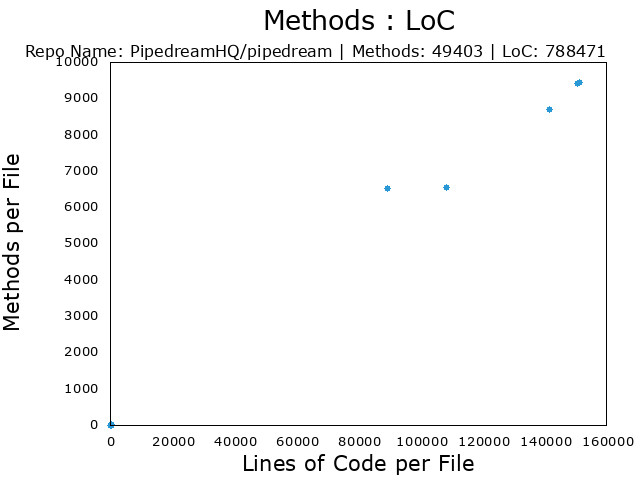 Methods : LoC
Repo Name: PipedreamHQ/pipedream | Methods: 49403 | LoC: 788471
10000
9000
8000
7000
6000
5000
4000
3000
2000
1000
0
Methods per File
0 20000 40000 60000 80000 100000 120000 140000 160000
Lines of Code per File